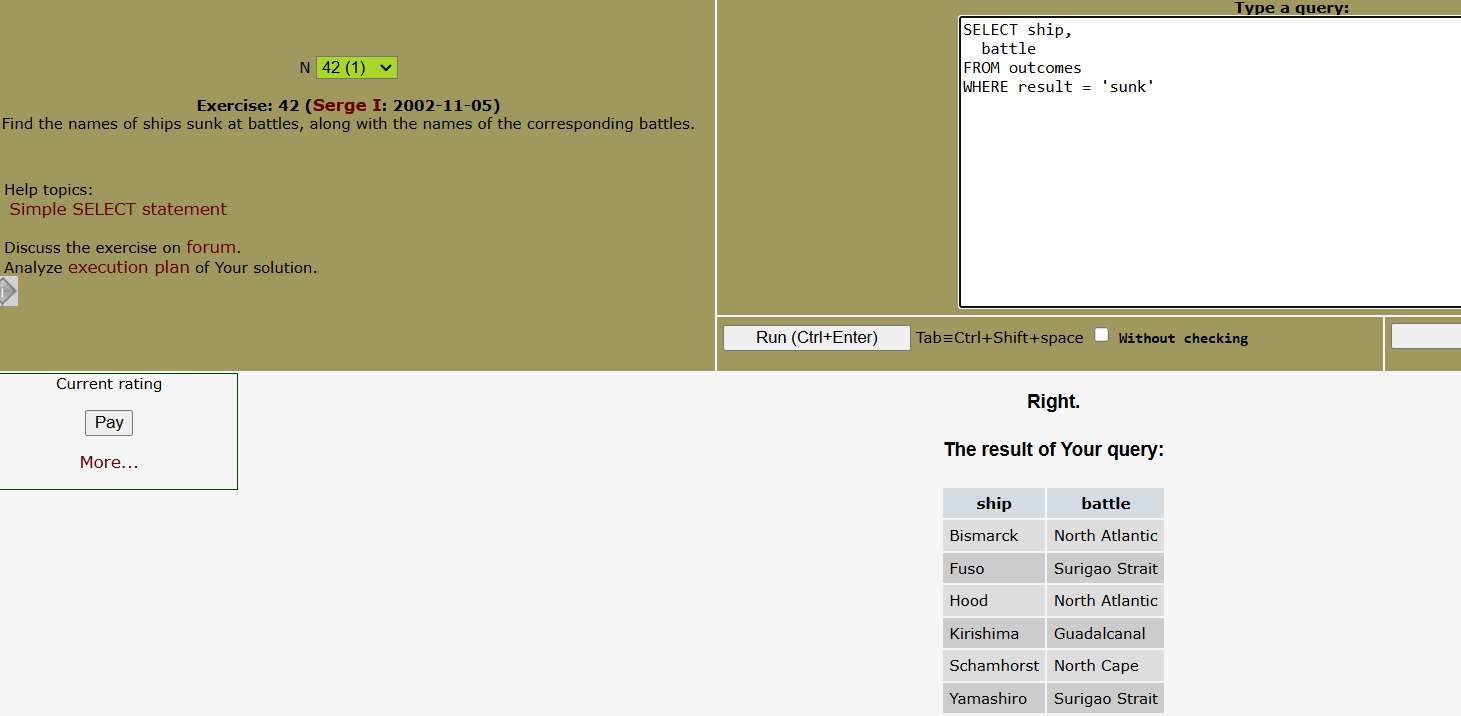 N 42 (1)
Exercise: 42 (Serge I: 2002-11-05)
Find the names of ships sunk at battles, along with the names of the corresponding battles.
Help topics:
Simple SELECT statement
Discuss the exercise on forum.
Analyze execution plan of Your solution.
Type a query:
SELECT ship,
  battle
FROM outcomes
WHERE result = 'sunk'
Run (Ctrl+Enter) Tab≡Ctrl+Shift+space Without checking
Current rating
Pay
More...
Right.
The result of Your query:
ship battle
Bismarck North Atlantic
Fuso Surigao Strait
Hood North Atlantic
Kirishima Guadalcanal
Schamhorst North Cape
Yamashiro Surigao Strait